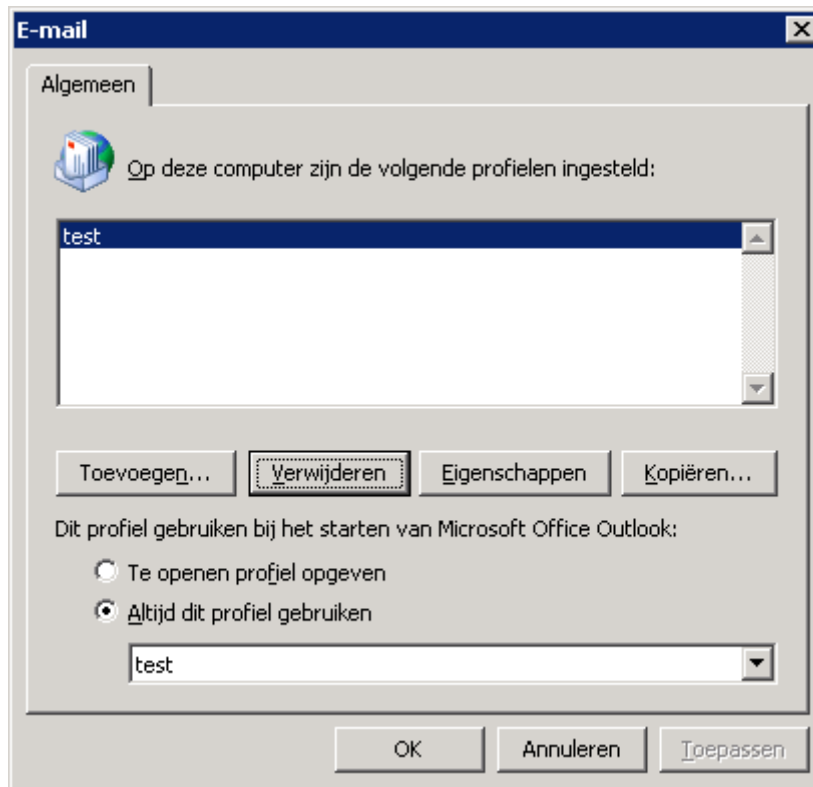 E-mail
Algemeen
Op deze computer zijn de volgende profielen ingesteld:
test
Toevoegen... Verwijderen Eigenschappen Kopiëren...
Dit profiel gebruiken bij het starten van Microsoft Office Outlook:
Te openen profiel opgeven
Altijd dit profiel gebruiken
test
OK Annuleren Toepassen